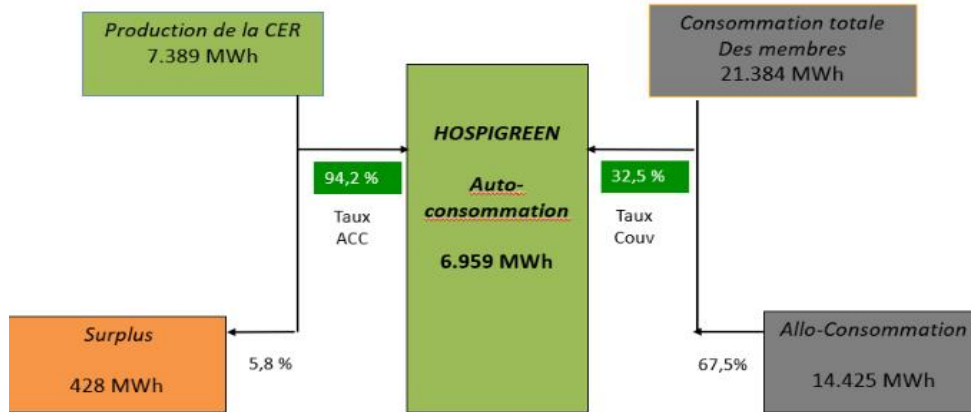 Production de la CER
7.389 MWh
Consommation totale
Des membres
21.384 MWh
HOSPIGREEN
Auto-
consommation
6.959 MWh
94,2 %
Taux
ACC
32,5 %
Taux
Couv
Surplus
428 MWh
5,8 %
67,5%
Allo-Consommation
14.425 MWh